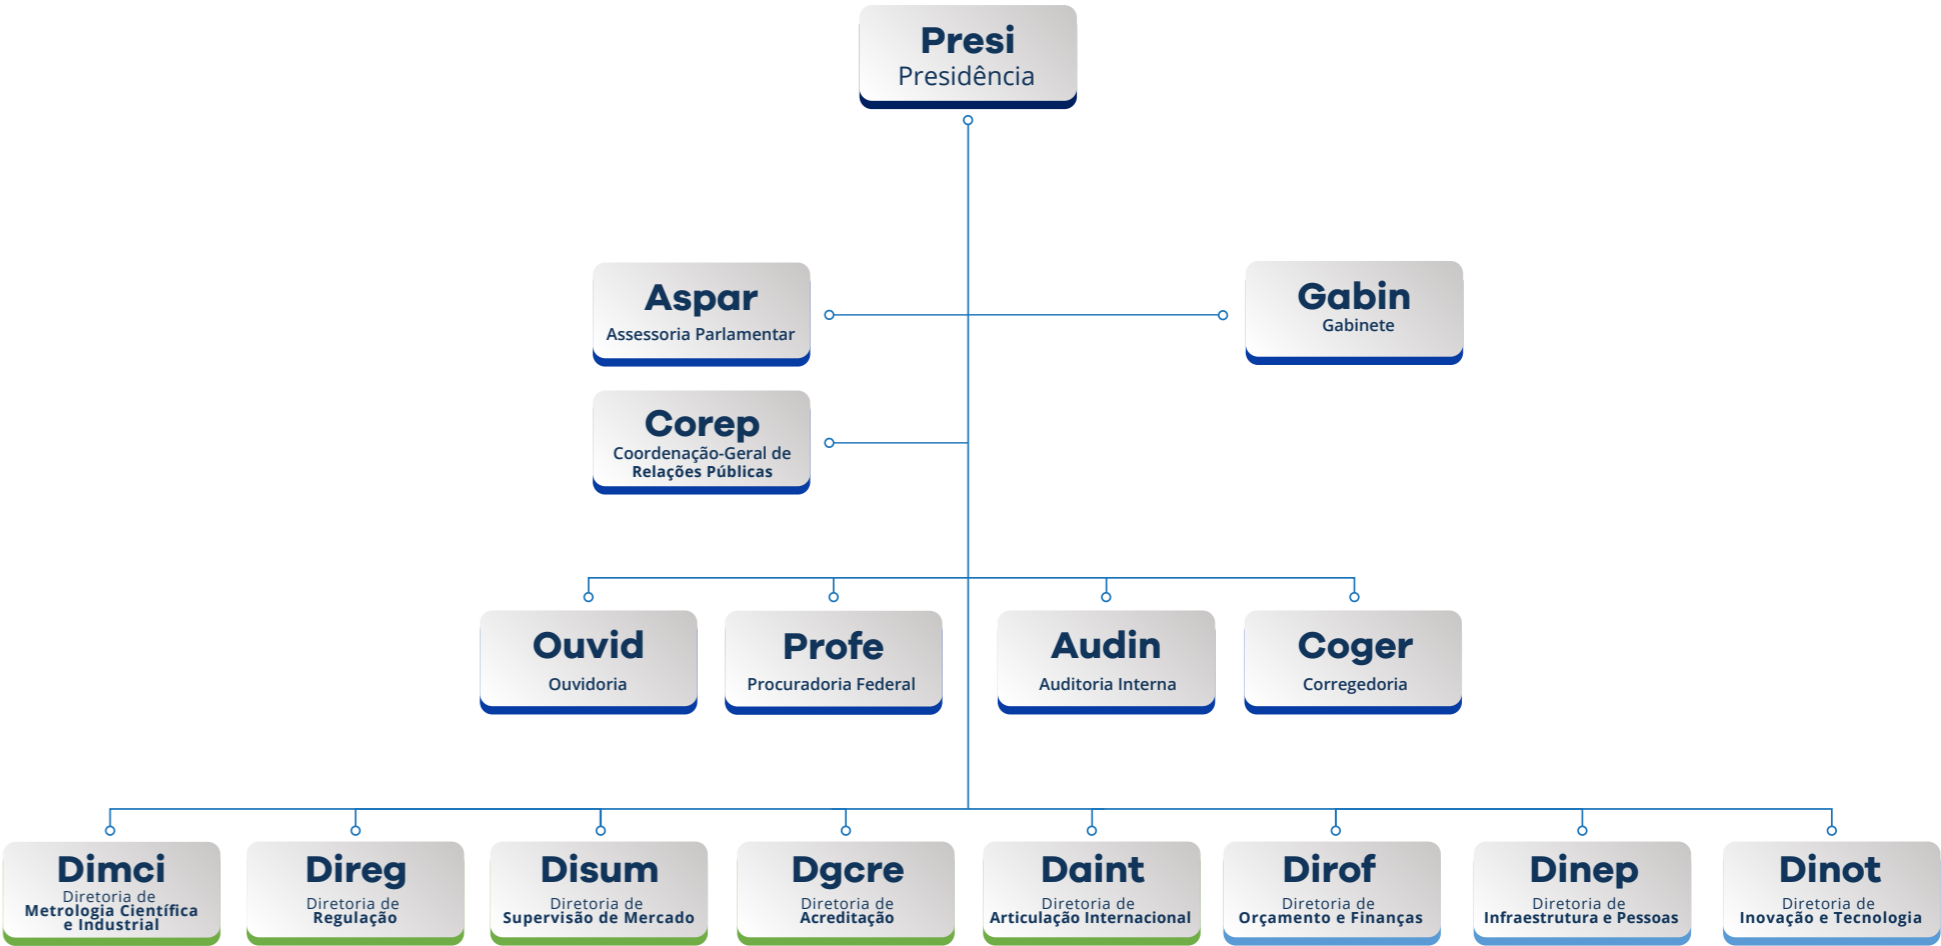 Presi
Presidência
Aspar
Assessoria Parlamentar
Gabin
Gabinete
Corep
Coordenação-Geral de
Relações Públicas
Ouvid
Ouvidoria
Profe
Procuradoria Federal
Audin
Auditoria Interna
Coger
Corregedoria
Dimci
Diretoria de
Metrologia Científica
e Industrial
Direg
Diretoria de
Regulação
Disum
Diretoria de
Supervisão de Mercado
Dgcre
Diretoria de
Acreditação
Daint
Diretoria de
Articulação Internacional
Dirof
Diretoria de
Orçamento e Finanças
Dinep
Diretoria de
Infraestrutura e Pessoas
Dinot
Diretoria de
Inovação e Tecnologia